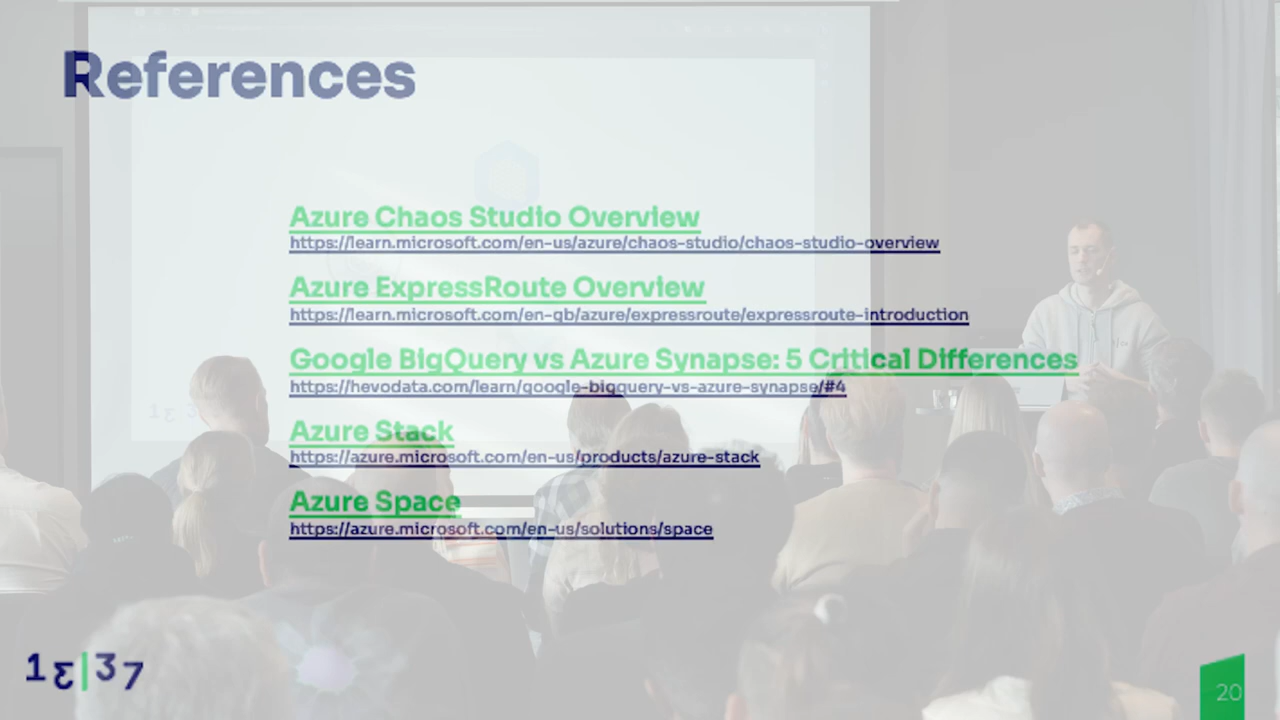 References
Azure Chaos Studio Overview
https://learn.microsoft.com/en-us/azure/chaos-studio/chaos-studio-overview
Azure ExpressRoute Overview
https://learn.microsoft.com/en-gb/azure/expressroute/expressroute-introduction
Google BigQuery vs Azure Synapse: 5 Critical Differences
https://hevodata.com/learn/google-bigquery-vs-azure-synapse/#4
Azure Stack
https://azure.microsoft.com/en-us/products/azure-stack
Azure Space
https://azure.microsoft.com/en-us/solutions/space
13|37
20